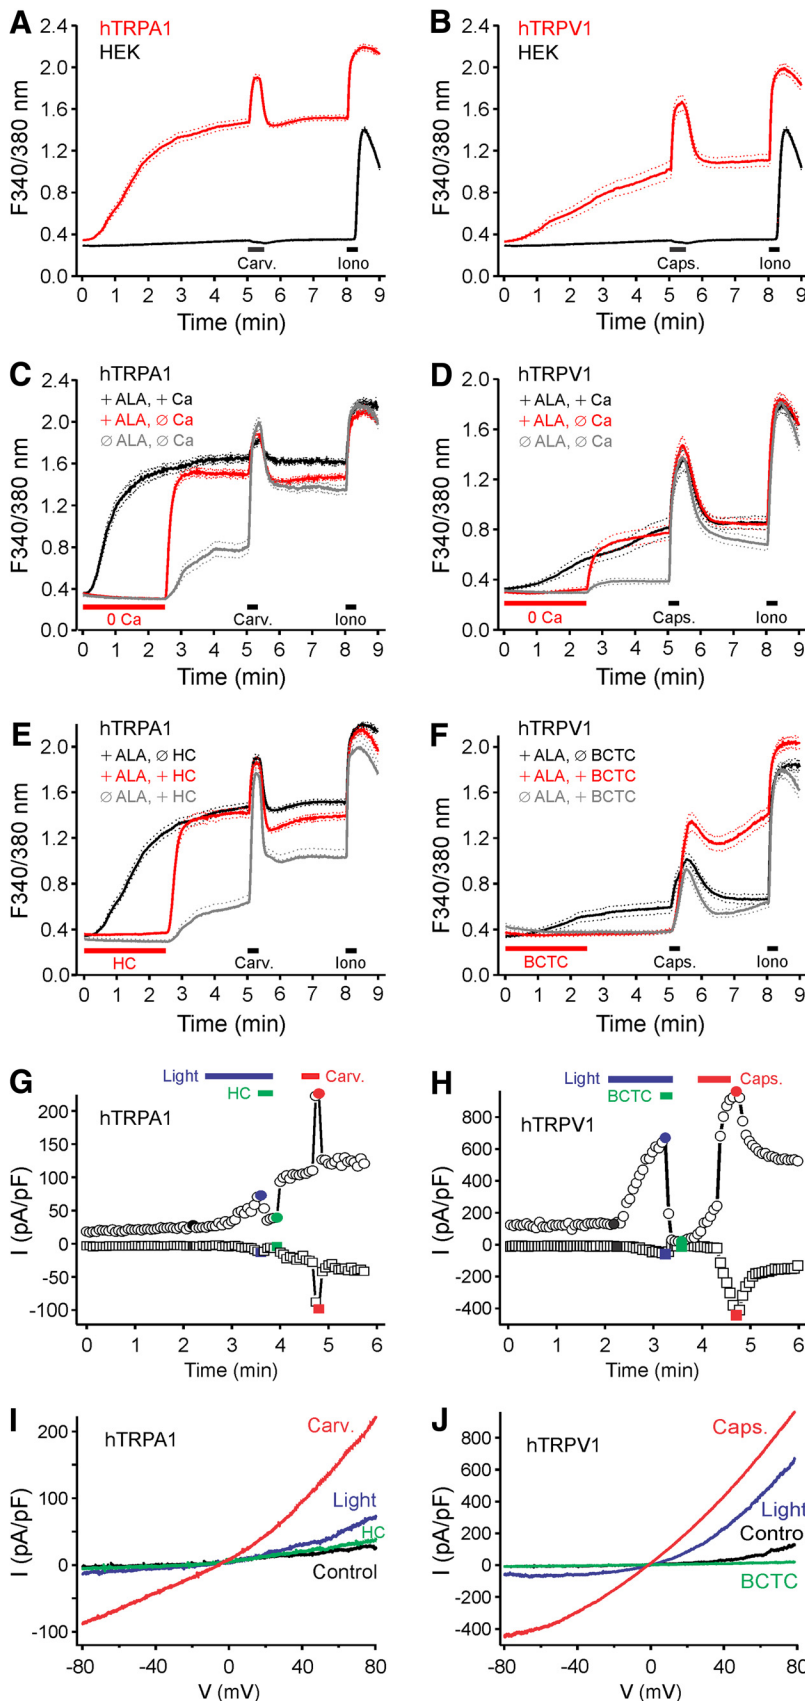 A
hTRPA1
HEK
F340/380 nm
2.4
2.0
1.6
1.2
0.8
0.4
0.0
Carv.
Iono
0 1 2 3 4 5 6 7 8 9
Time (min)
B
hTRPV1
HEK
F340/380 nm
2.4
2.0
1.6
1.2
0.8
0.4
0.0
Caps.
Iono
0 1 2 3 4 5 6 7 8 9
Time (min)
C
hTRPA1
+ ALA, + Ca
+ ALA, ∅ Ca
∅ ALA, ∅ Ca
F340/380 nm
2.4
2.0
1.6
1.2
0.8
0.4
0.0
0 Ca
Carv.
Iono
0 1 2 3 4 5 6 7 8 9
Time (min)
D
hTRPV1
+ ALA, + Ca
+ ALA, ∅ Ca
∅ ALA, ∅ Ca
F340/380 nm
2.0
1.6
1.2
0.8
0.4
0.0
0 Ca
Caps.
Iono
0 1 2 3 4 5 6 7 8 9
Time (min)
E
hTRPA1
+ ALA, ∅ HC
+ ALA, + HC
∅ ALA, + HC
F340/380 nm
2.0
1.6
1.2
0.8
0.4
0.0
HC
Carv.
Iono
0 1 2 3 4 5 6 7 8 9
Time (min)
F
hTRPV1
+ ALA, ∅ BCTC
+ ALA, + BCTC
∅ ALA, + BCTC
F340/380 nm
2.0
1.6
1.2
0.8
0.4
0.0
BCTC
Caps.
Iono
0 1 2 3 4 5 6 7 8 9
Time (min)
G
Light
HC
Carv.
hTRPA1
I (pA/pF)
200
150
100
50
0
-50
-100
0 1 2 3 4 5 6
Time (min)
H
Light
BCTC
Caps.
hTRPV1
I (pA/pF)
800
600
400
200
0
-200
-400
0 1 2 3 4 5 6
Time (min)
I
hTRPA1
Carv.
Light
HC
Control
I (pA/pF)
200
100
0
-100
-80 -40 0 40 80
V (mV)
J
hTRPV1
Caps.
Light
Control
BCTC
I (pA/pF)
800
600
400
200
0
-200
-400
-80 -40 0 40 80
V (mV)